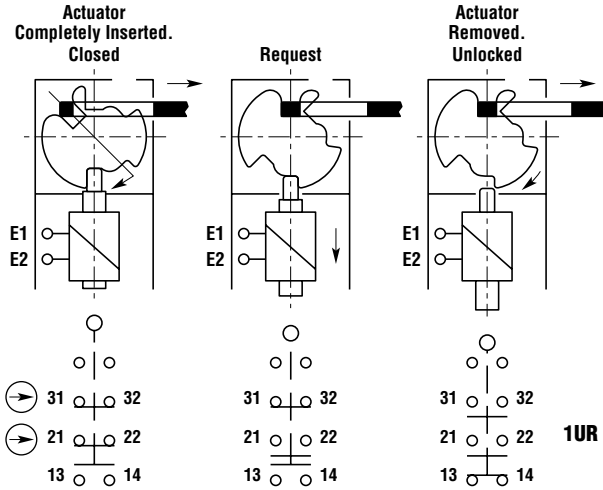 Actuator
Completely Inserted.
Closed
Request
Actuator
Removed.
Unlocked
E1
E2
E1
E2
E1
E2
31 32
21 22
13 14
31 32
21 22
13 14
31 32
21 22
13 14
1UR